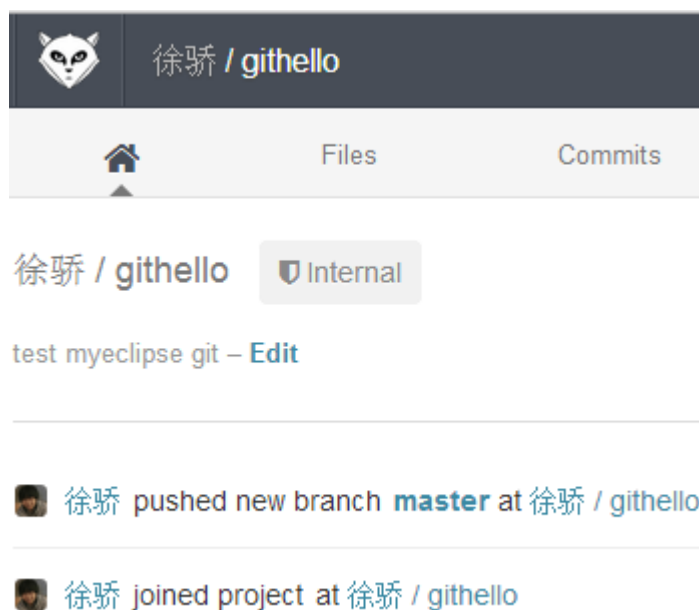 徐骄 / githello
Files Commits
徐骄 / githello Internal
test myeclipse git – Edit
徐骄 pushed new branch master at 徐骄 / githello
徐骄 joined project at 徐骄 / githello